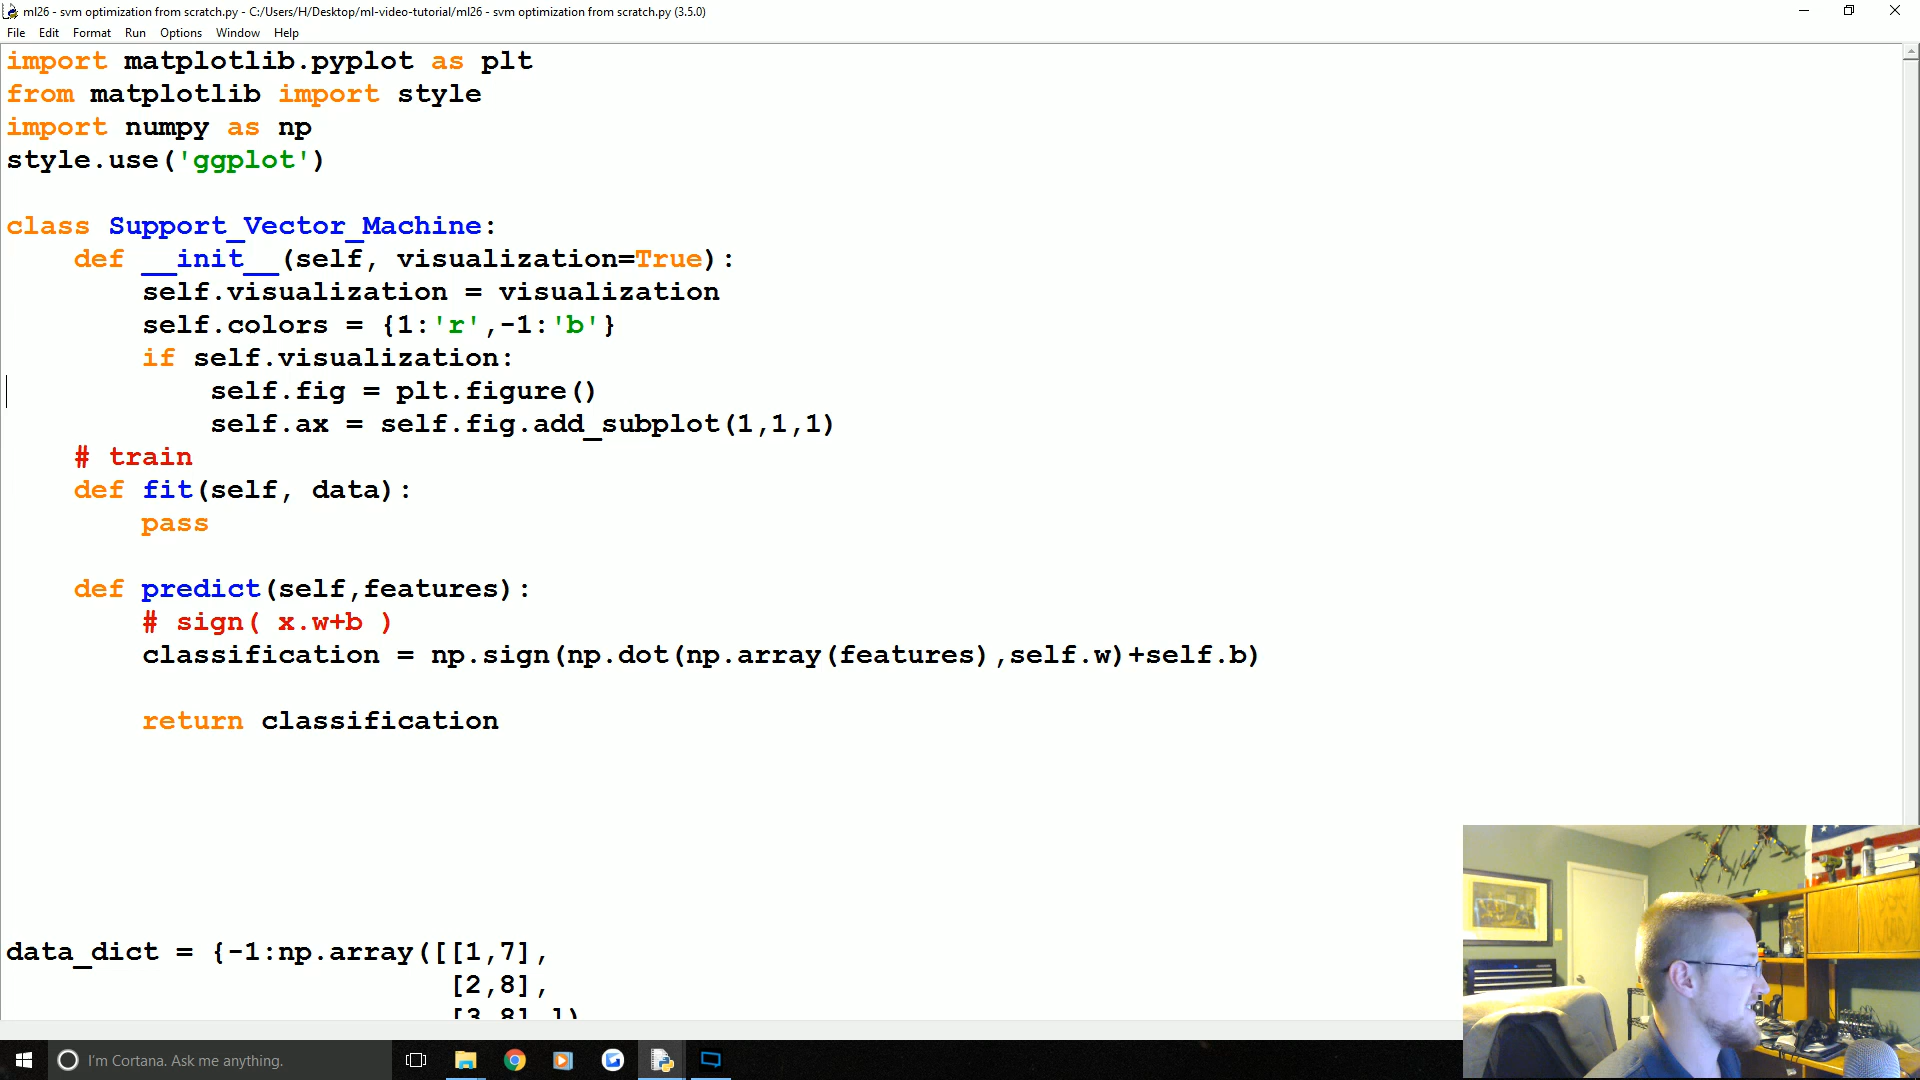 ml26 - svm optimization from scratch.py - C:/Users/H/Desktop/ml-video-tutorial/ml26 - svm optimization from scratch.py (3.5.0)
File Edit Format Run Options Window Help
import matplotlib.pyplot as plt
from matplotlib import style
import numpy as np
style.use('ggplot')
class Support_Vector_Machine:
def __init__(self, visualization=True):
self.visualization = visualization
self.colors = {1:'r',-1:'b'}
if self.visualization:
self.fig = plt.figure()
self.ax = self.fig.add_subplot(1,1,1)
# train
def fit(self, data):
pass
def predict(self,features):
# sign( x.w+b )
classification = np.sign(np.dot(np.array(features),self.w)+self.b)
return classification
data_dict = {-1:np.array([[1,7],
[2,8],
[3,8],])
I'm Cortana. Ask me anything.